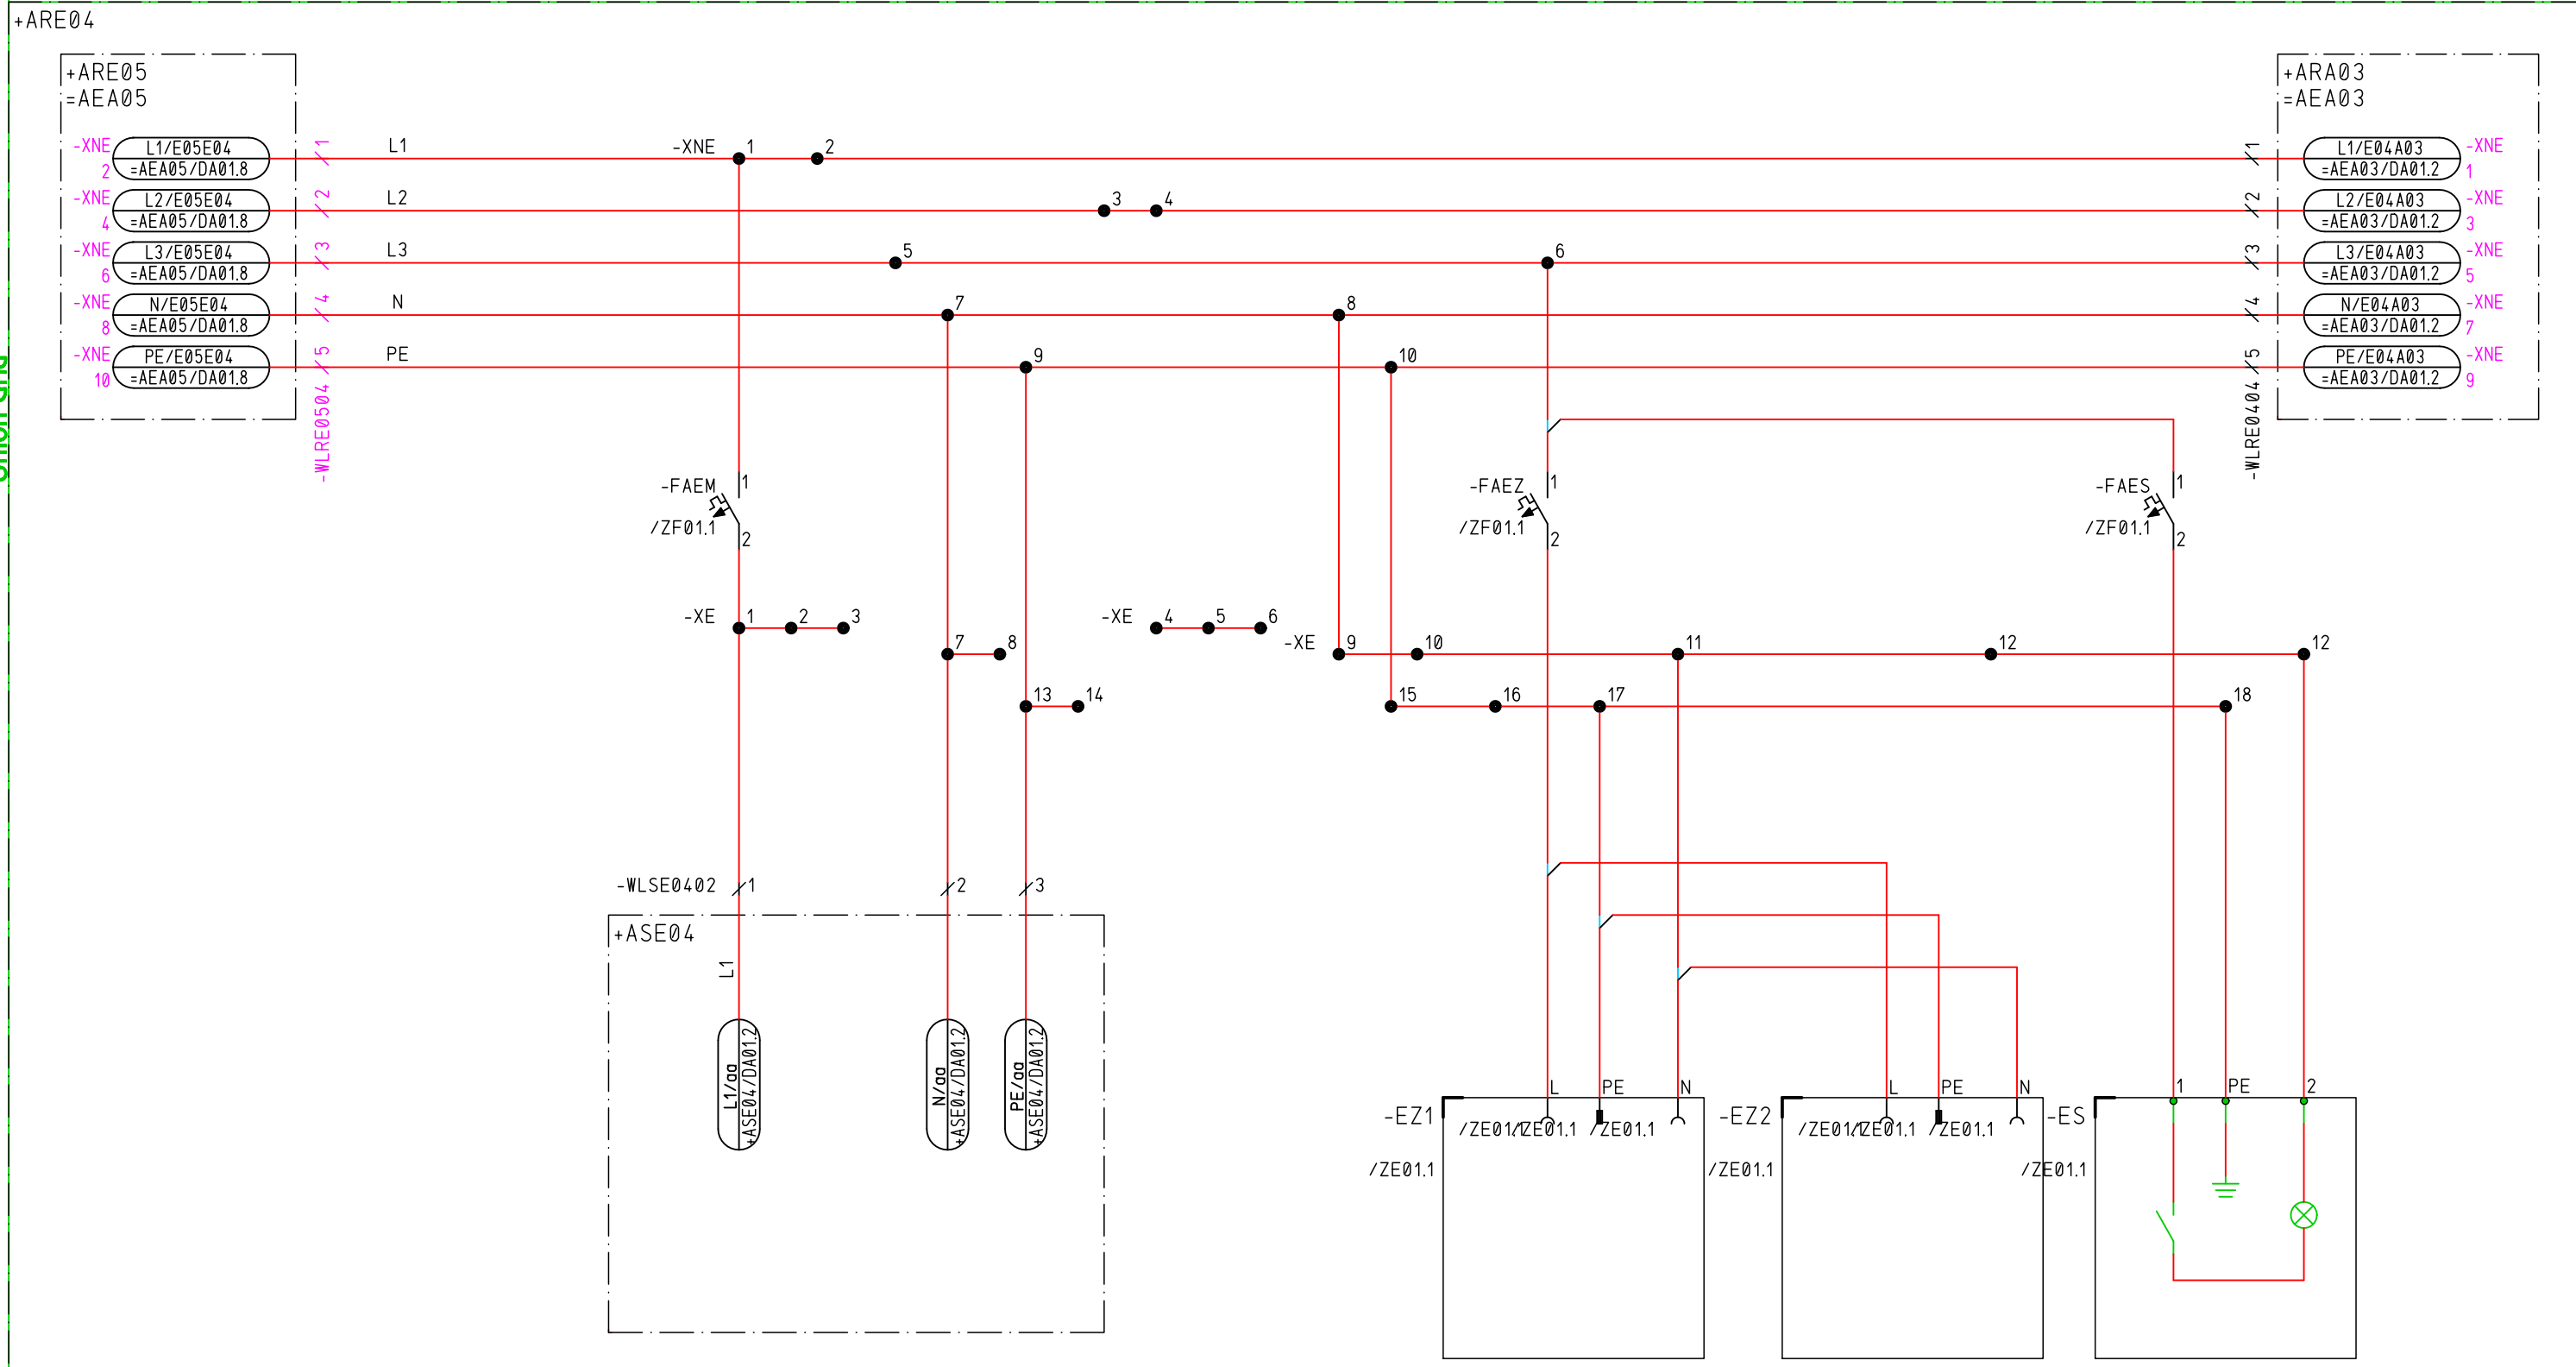 +ARE04
+ARE05
=AEA05
-XNE 2 L1/E05E04 =AEA05/DA01.8 1 L1
-XNE 4 L2/E05E04 =AEA05/DA01.8 2 L2
-XNE 6 L3/E05E04 =AEA05/DA01.8 3 L3
-XNE 8 N/E05E04 =AEA05/DA01.8 4 N
-XNE 10 PE/E05E04 =AEA05/DA01.8 5 PE
-WLRE0504
-XNE 1 2
3 4
5 6
7 8
9 10
+ARA03
=AEA03
1 L1/E04A03 =AEA03/DA01.2 -XNE 1
2 L2/E04A03 =AEA03/DA01.2 -XNE 3
3 L3/E04A03 =AEA03/DA01.2 -XNE 5
4 N/E04A03 =AEA03/DA01.2 -XNE 7
5 PE/E04A03 =AEA03/DA01.2 -XNE 9
-WLRE0404
-FAEM 1
/ZF01.1 2
-FAEZ 1
/ZF01.1 2
-FAES 1
/ZF01.1 2
-XE 1 2 3
-XE 4 5 6
7 8
-XE 9 10 11 12 12
13 14
15 16 17 18
-WLSE0402 1 2 3
+ASE04
L1
L1/aa
+ASE04/DA01.2
N/aa
+ASE04/DA01.2
PE/aa
+ASE04/DA01.2
L PE N
-EZ1
/ZE01.1 /ZE01.1 /ZE01.1
/ZE01.1
L PE N
-EZ2
/ZE01.1 /ZE01.1 /ZE01.1
/ZE01.1
1 PE 2
-ES
/ZE01.1